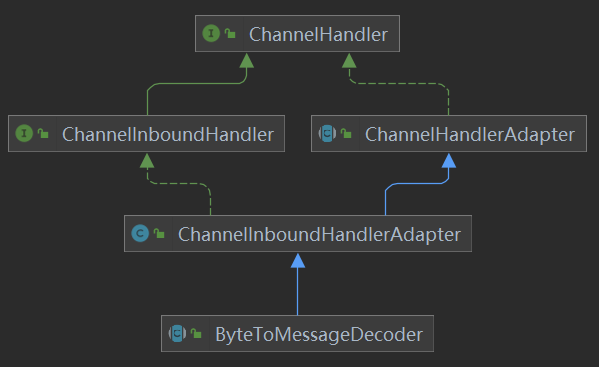 I ChannelHandler
I ChannelInboundHandler
C ChannelHandlerAdapter
C ChannelInboundHandlerAdapter
C ByteToMessageDecoder